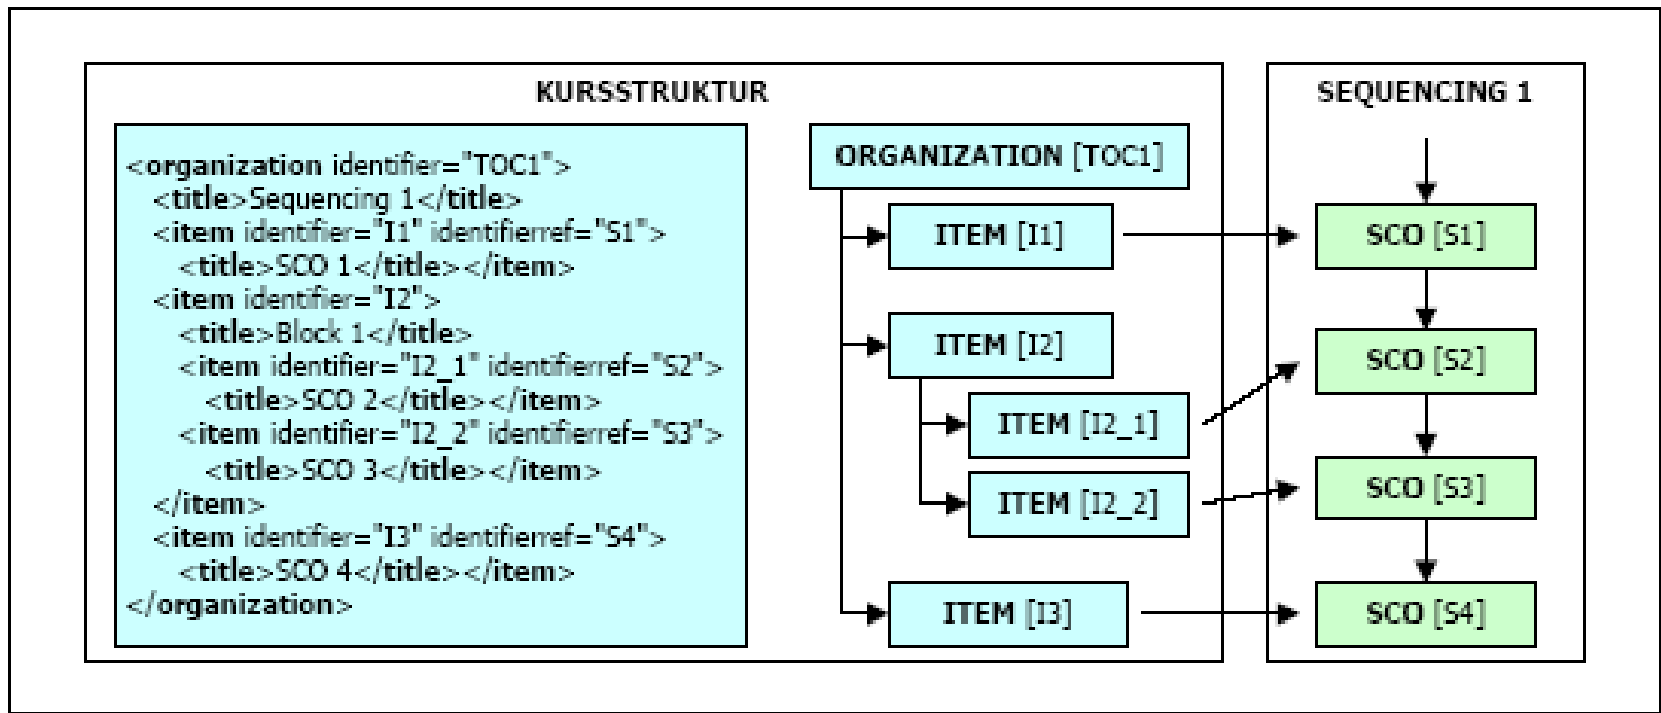 KURSSTRUKTUR
<organization identifier="TOC1">
<title>Sequencing 1</title>
<item identifier="I1" identifierref="S1">
<title>SCO 1</title></item>
<item identifier="I2">
<title>Block 1</title>
<item identifier="I2_1" identifierref="S2">
<title>SCO 2</title></item>
<item identifier="I2_2" identifierref="S3">
<title>SCO 3</title></item>
</item>
<item identifier="I3" identifierref="S4">
<title>SCO 4</title></item>
</organization>
ORGANIZATION [TOC1]
ITEM [I1]
ITEM [I2]
ITEM [I2_1]
ITEM [I2_2]
ITEM [I3]
SEQUENCING 1
SCO [S1]
SCO [S2]
SCO [S3]
SCO [S4]